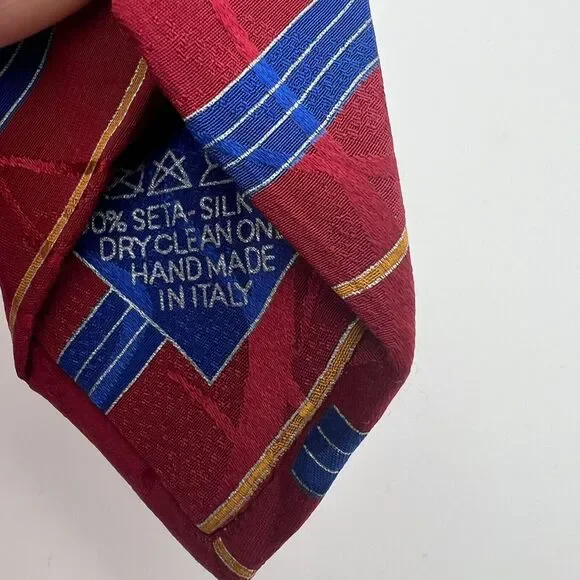 0% SETA-SILK
DRY CLEAN ON
HAND MADE
IN ITALY